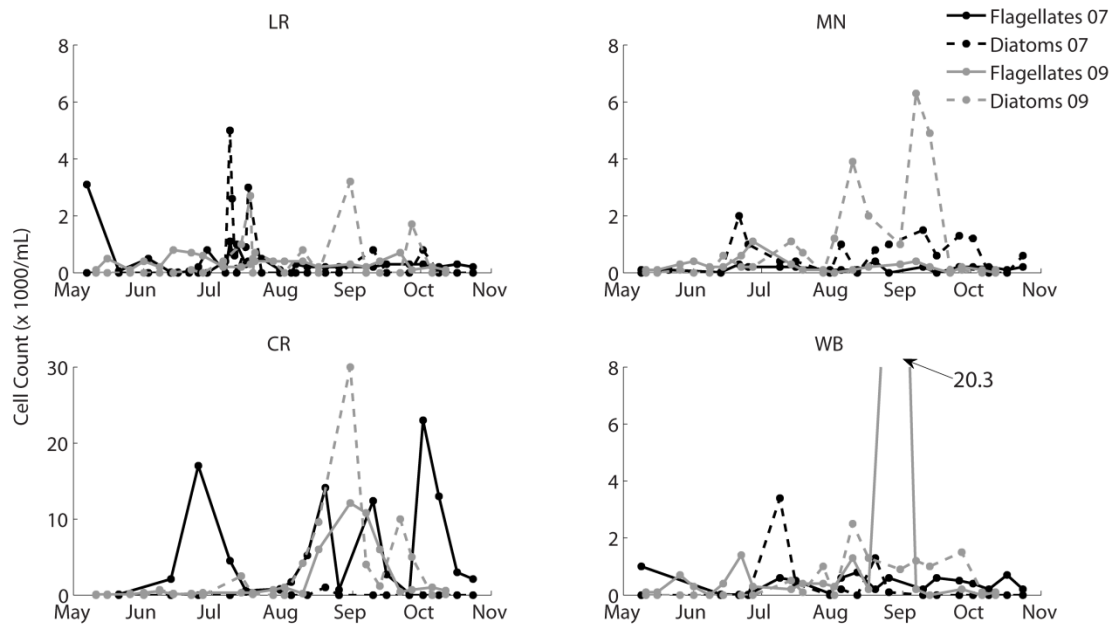 LR
8
6
4
2
0
May Jun Jul Aug Sep Oct Nov
MN
8
6
4
2
0
May Jun Jul Aug Sep Oct Nov
Flagellates 07
Diatoms 07
Flagellates 09
Diatoms 09
Cell Count (x 1000/mL)
CR
30
20
10
0
May Jun Jul Aug Sep Oct Nov
WB
8
6
4
2
0
20.3
May Jun Jul Aug Sep Oct Nov